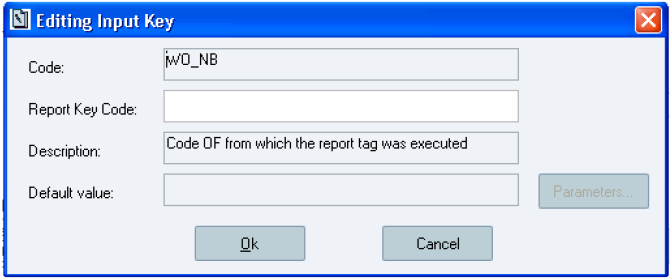 Editing Input Key
Code: wO_NB
Report Key Code:
Description: Code OF from which the report tag was executed
Default value: Parameters...
Ok Cancel